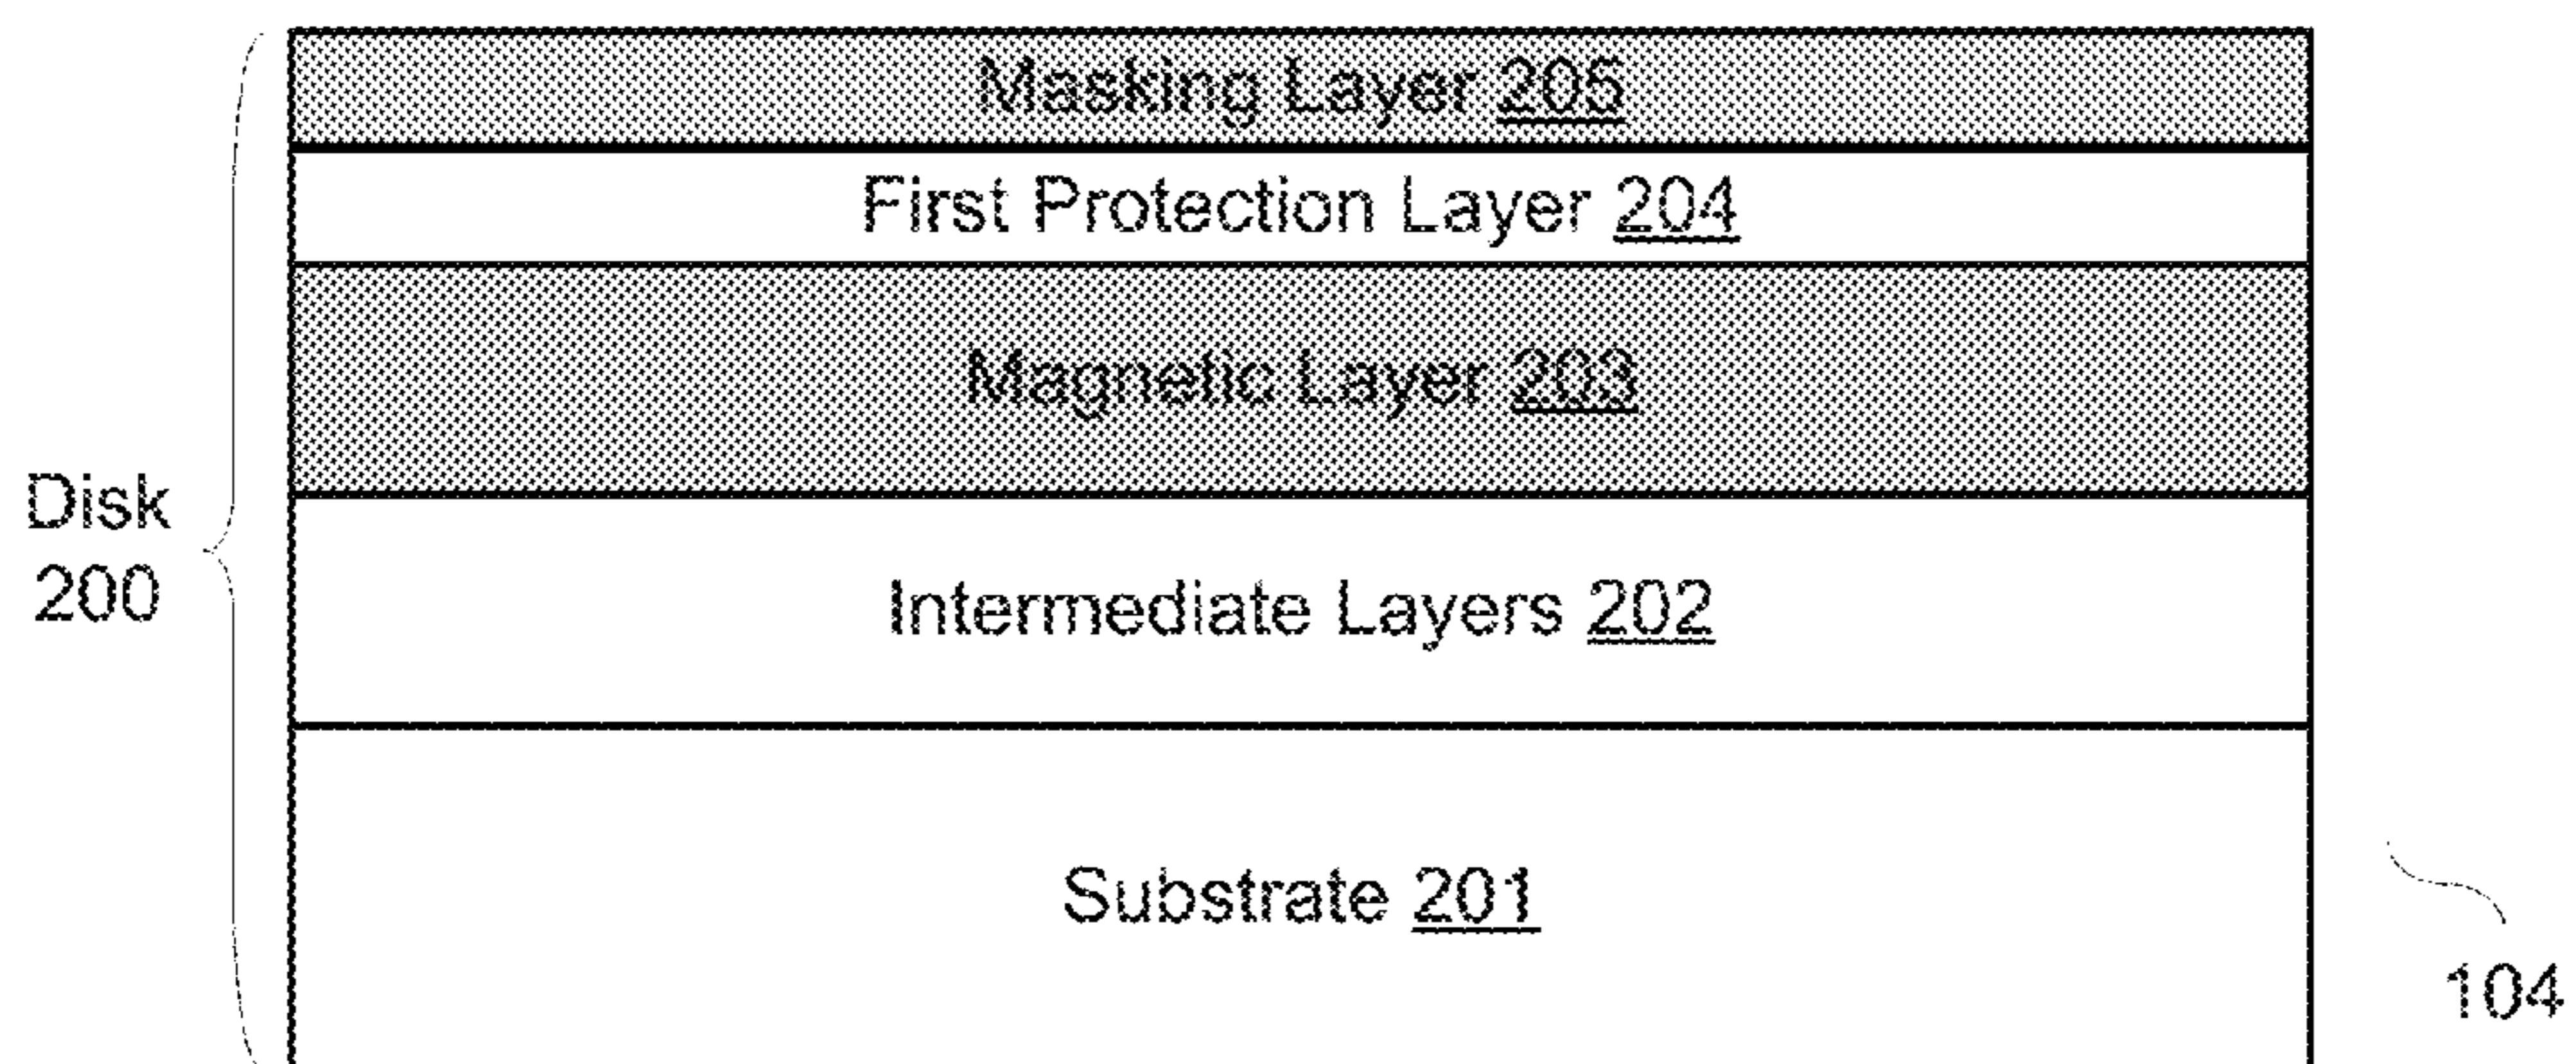 Masking Layer 205
First Protection Layer 204
Magnetic Layer 203
Disk
200
Intermediate Layers 202
Substrate 201
104